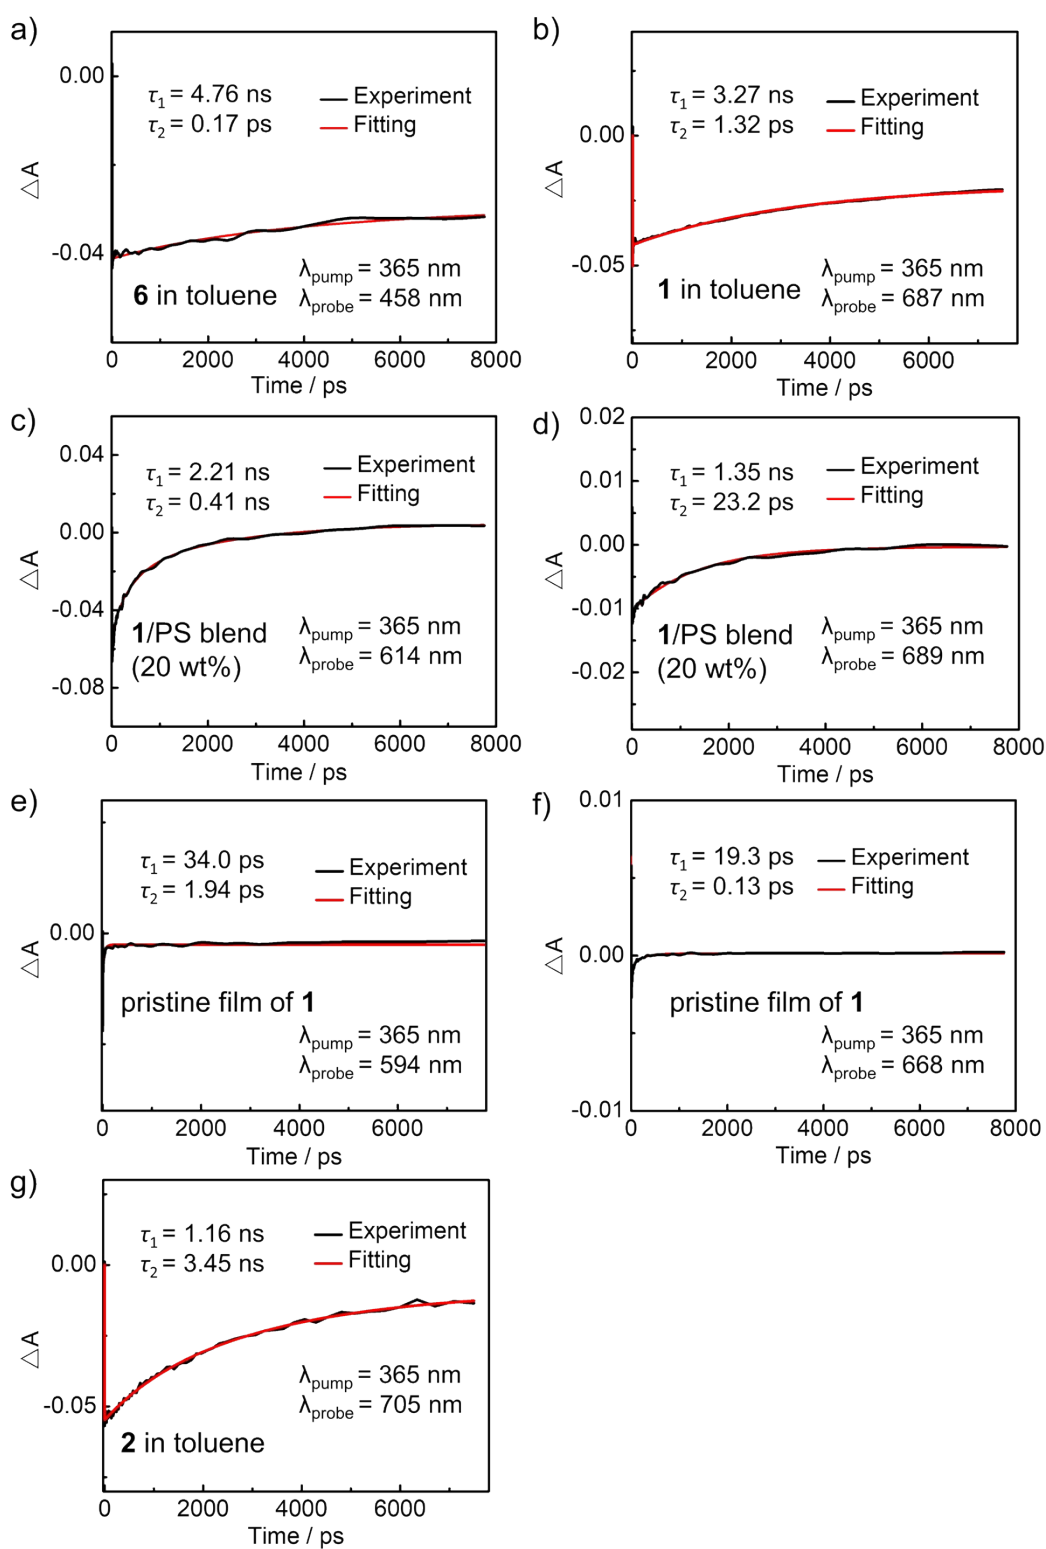 a)
0.00
-0.04
△A
τ1 = 4.76 ns
τ2 = 0.17 ps
Experiment
Fitting
6 in toluene
λpump = 365 nm
λprobe = 458 nm
0 2000 4000 6000 8000
Time / ps
b)
0.00
-0.05
△A
τ1 = 3.27 ns
τ2 = 1.32 ps
Experiment
Fitting
1 in toluene
λpump = 365 nm
λprobe = 687 nm
0 2000 4000 6000
Time / ps
c)
0.04
0.00
-0.04
-0.08
△A
τ1 = 2.21 ns
τ2 = 0.41 ns
Experiment
Fitting
1/PS blend
(20 wt%)
λpump = 365 nm
λprobe = 614 nm
0 2000 4000 6000 8000
Time / ps
d)
0.02
0.01
0.00
-0.01
-0.02
△A
τ1 = 1.35 ns
τ2 = 23.2 ps
Experiment
Fitting
1/PS blend
(20 wt%)
λpump = 365 nm
λprobe = 689 nm
0 2000 4000 6000 8000
Time / ps
e)
0.00
△A
τ1 = 34.0 ps
τ2 = 1.94 ps
Experiment
Fitting
pristine film of 1
λpump = 365 nm
λprobe = 594 nm
0 2000 4000 6000
Time / ps
f)
0.01
0.00
-0.01
△A
τ1 = 19.3 ps
τ2 = 0.13 ps
Experiment
Fitting
pristine film of 1
λpump = 365 nm
λprobe = 668 nm
0 2000 4000 6000 8000
Time / ps
g)
0.00
-0.05
△A
τ1 = 1.16 ns
τ2 = 3.45 ns
Experiment
Fitting
λpump = 365 nm
λprobe = 705 nm
2 in toluene
0 2000 4000 6000
Time / ps